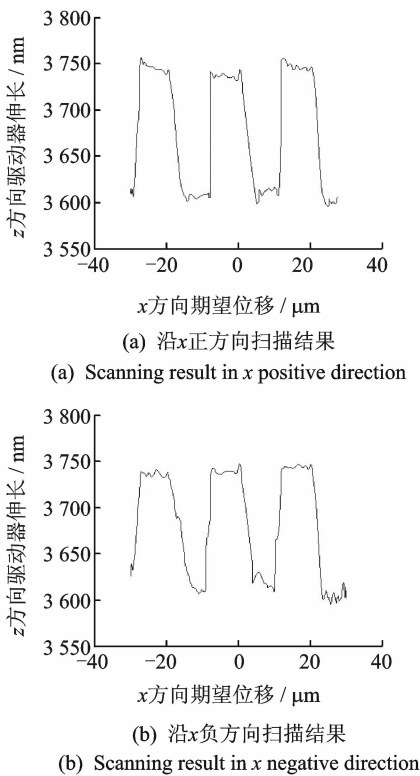 3 800
3 750
3 700
3 650
3 600
3 550
z方向驱动器伸长 / nm
−40 −20 0 20 40
x方向期望位移 / μm
(a) 沿x正方向扫描结果
(a) Scanning result in x positive direction
3 800
3 750
3 700
3 650
3 600
3 550
z方向驱动器伸长 / nm
−40 −20 0 20 40
x方向期望位移 / μm
(b) 沿x负方向扫描结果
(b) Scanning result in x negative direction